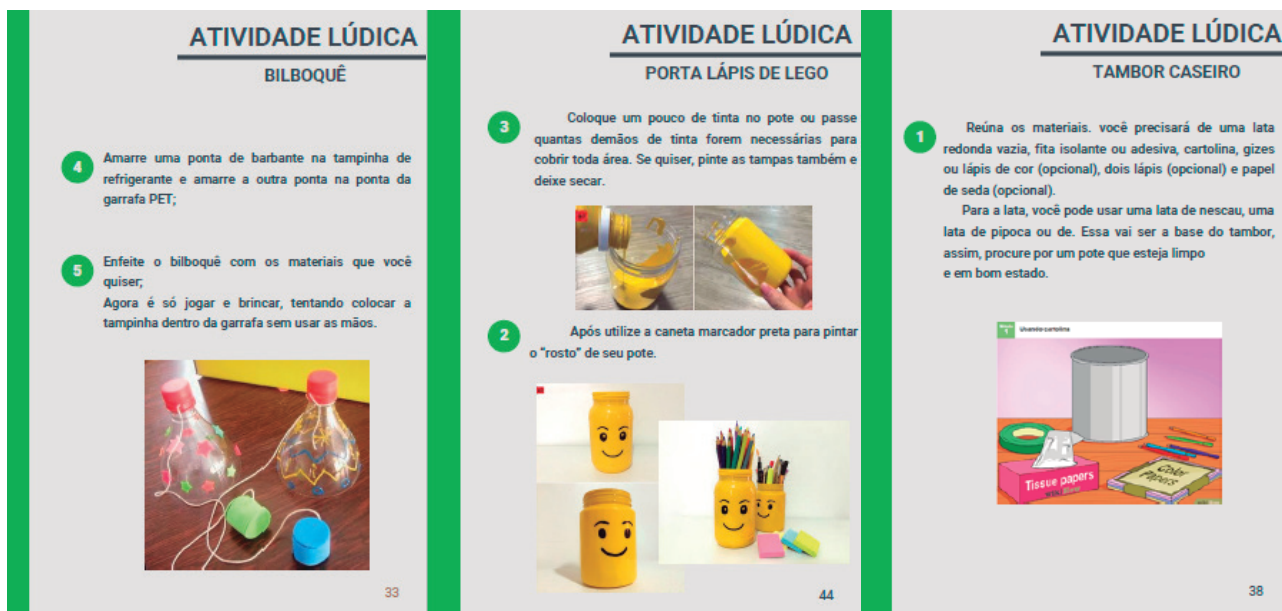 ATIVIDADE LÚDICA
BILBOQUÊ
4
Amarre uma ponta de barbante na tampinha de
refrigerante e amarre a outra ponta na ponta da
garrafa PET;
5
Enfeite o bilboquê com os materiais que você
quiser;
Agora é só jogar e brincar, tentando colocar a
tampinha dentro da garrafa sem usar as mãos.
33
ATIVIDADE LÚDICA
PORTA LÁPIS DE LEGO
3
Coloque um pouco de tinta no pote ou passe
quantas demãos de tinta forem necessárias para
cobrir toda área. Se quiser, pinte as tampas também e
deixe secar.
2
Após utilize a caneta marcador preta para pintar
o “rosto” de seu pote.
44
ATIVIDADE LÚDICA
TAMBOR CASEIRO
1
Reúna os materiais. você precisará de uma lata
redonda vazia, fita isolante ou adesiva, cartolina, gizes
ou lápis de cor (opcional), dois lápis (opcional) e papel
de seda (opcional).
Para a lata, você pode usar uma lata de nescau, uma
lata de pipoca ou de. Essa vai ser a base do tambor,
assim, procure por um pote que esteja limpo
e em bom estado.
1
Usando cartolina
Tissue papers
Color
Papers
38